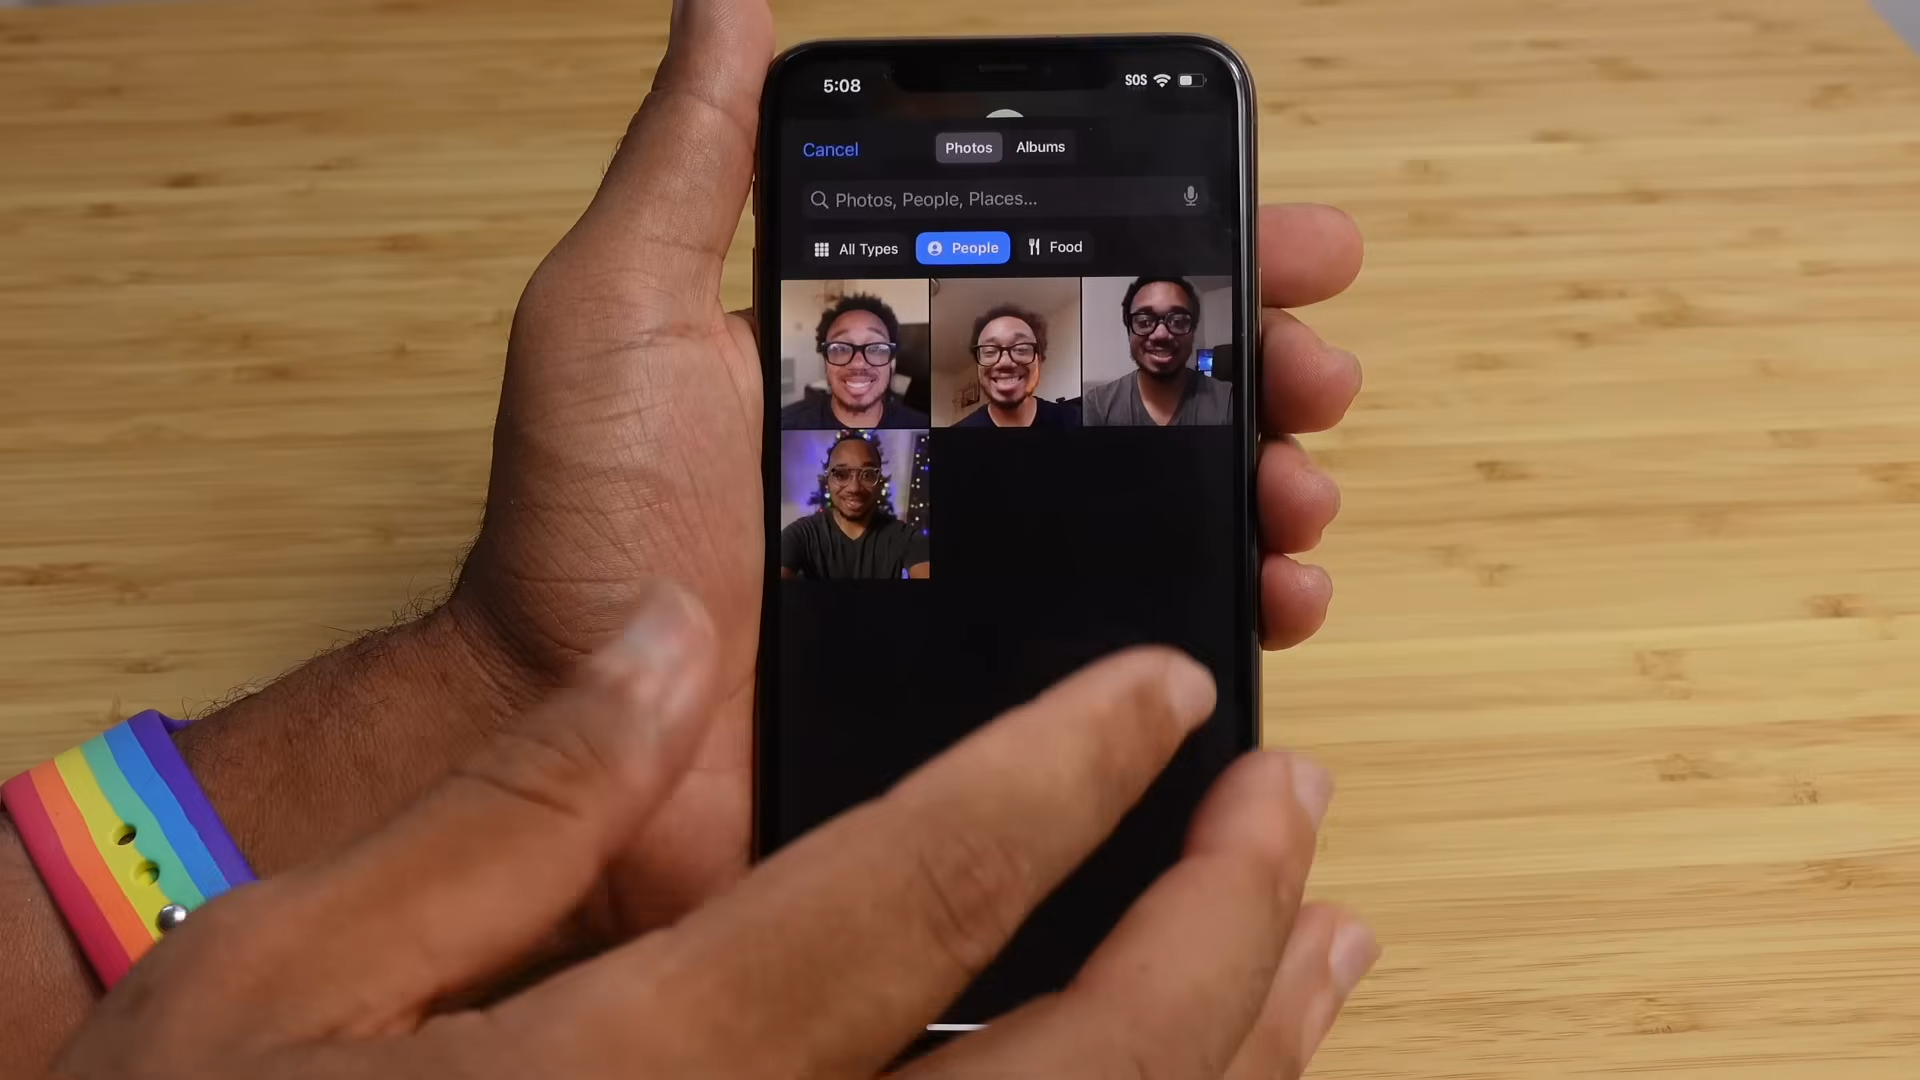 5:08
SOS
Cancel
Photos
Albums
Photos, People, Places...
All Types
People
Food